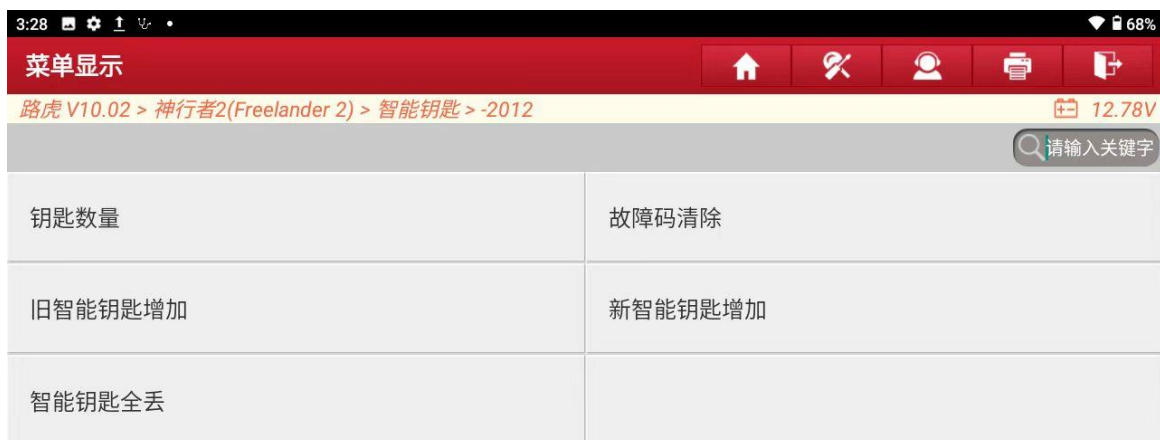 3:28
68%
菜单显示
路虎 V10.02 > 神行者2(Freelander 2) > 智能钥匙 > -2012
12.78V
请输入关键字
钥匙数量
故障码清除
旧智能钥匙增加
新智能钥匙增加
智能钥匙全丢